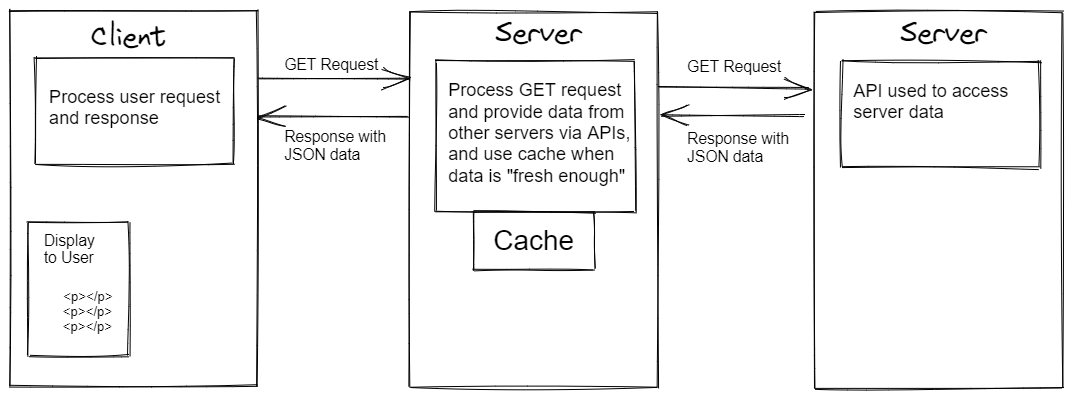 Client
Process user request
and response
Display
to User
<p></p>
<p></p>
<p></p>
GET Request
Response with
JSON data
Server
Process GET request
and provide data from
other servers via APIs,
and use cache when
data is "fresh enough"
Cache
GET Request
Response with
JSON data
Server
API used to access
server data